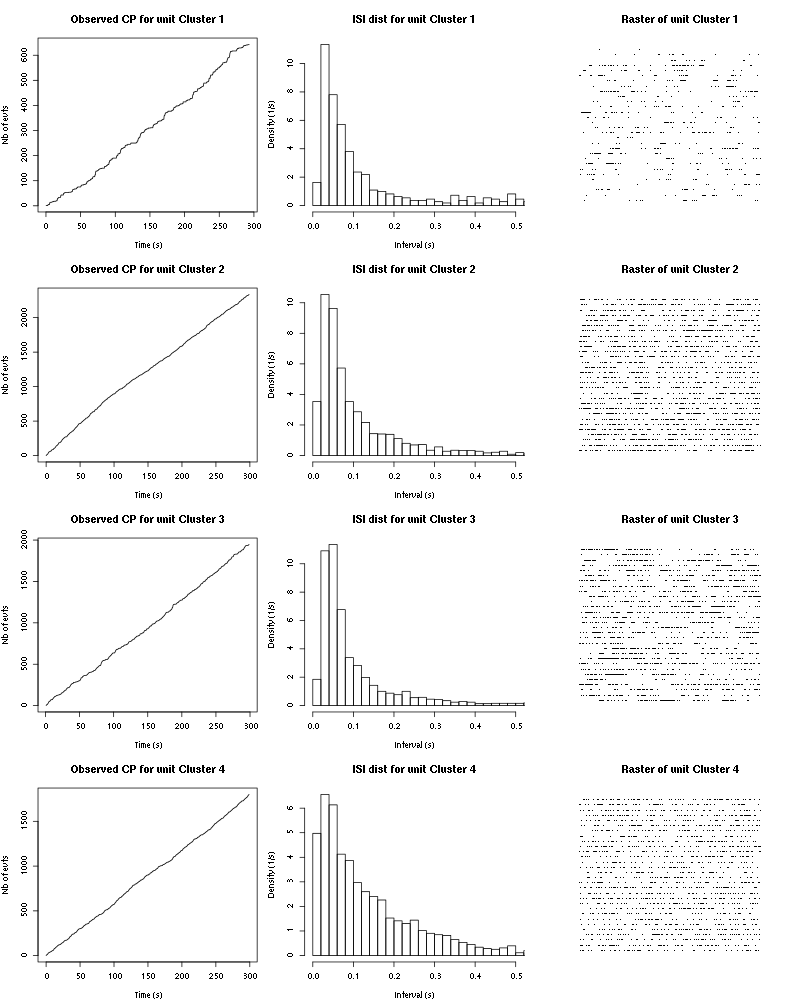 Observed CP for unit Cluster 1
ISI dist for unit Cluster 1
Raster of unit Cluster 1
Nb of evts
0 100 200 300 400 500 600
0 50 100 150 200 250 300
Time (s)
Density (1/s)
0 2 4 6 8 10
0.0 0.1 0.2 0.3 0.4 0.5
Interval (s)
Observed CP for unit Cluster 2
ISI dist for unit Cluster 2
Raster of unit Cluster 2
Nb of evts
0 500 1000 1500 2000
0 50 100 150 200 250 300
Time (s)
Density (1/s)
0 2 4 6 8 10
0.0 0.1 0.2 0.3 0.4 0.5
Interval (s)
Observed CP for unit Cluster 3
ISI dist for unit Cluster 3
Raster of unit Cluster 3
Nb of evts
0 500 1000 1500 2000
0 50 100 150 200 250 300
Time (s)
Density (1/s)
0 2 4 6 8 10
0.0 0.1 0.2 0.3 0.4 0.5
Interval (s)
Observed CP for unit Cluster 4
ISI dist for unit Cluster 4
Raster of unit Cluster 4
Nb of evts
0 500 1000 1500
0 50 100 150 200 250 300
Time (s)
Density (1/s)
0 1 2 3 4 5 6
0.0 0.1 0.2 0.3 0.4 0.5
Interval (s)